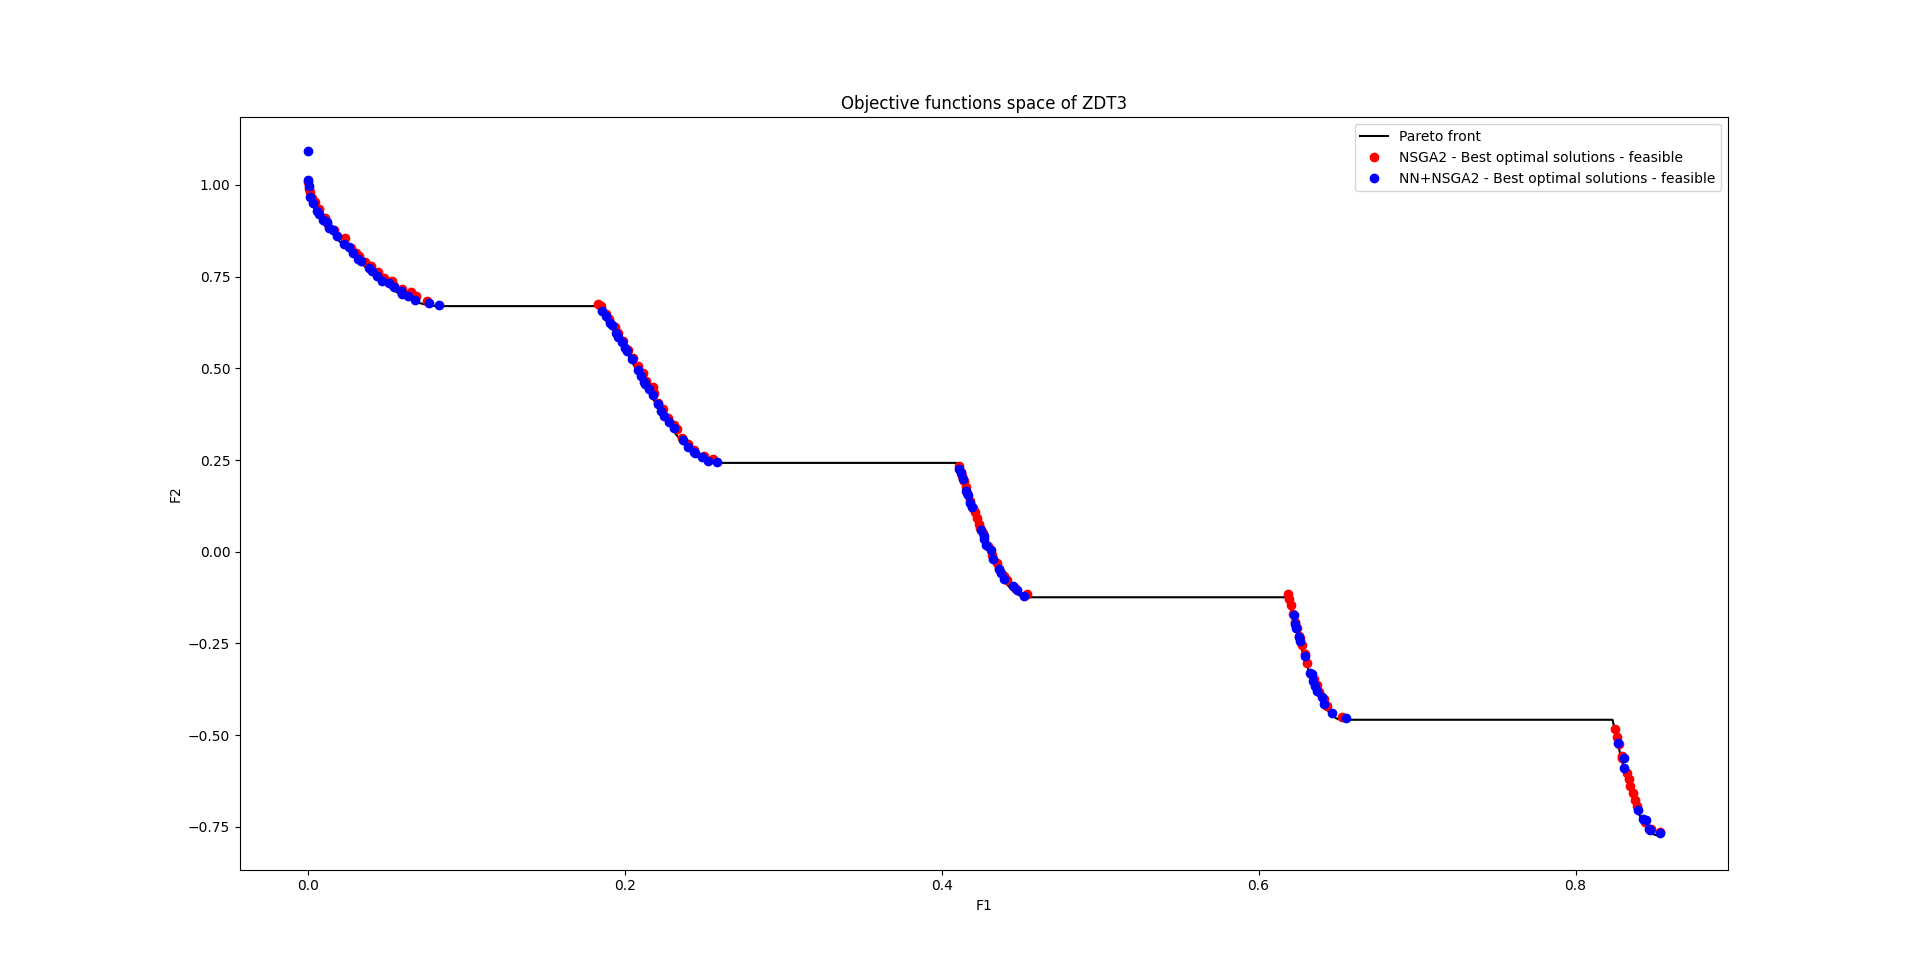 Objective functions space of ZDT3
Pareto front
NSGA2 - Best optimal solutions - feasible
NN+NSGA2 - Best optimal solutions - feasible
1.00
0.75
0.50
0.25
0.00
−0.25
−0.50
−0.75
F2
0.0 0.2 0.4 0.6 0.8
F1